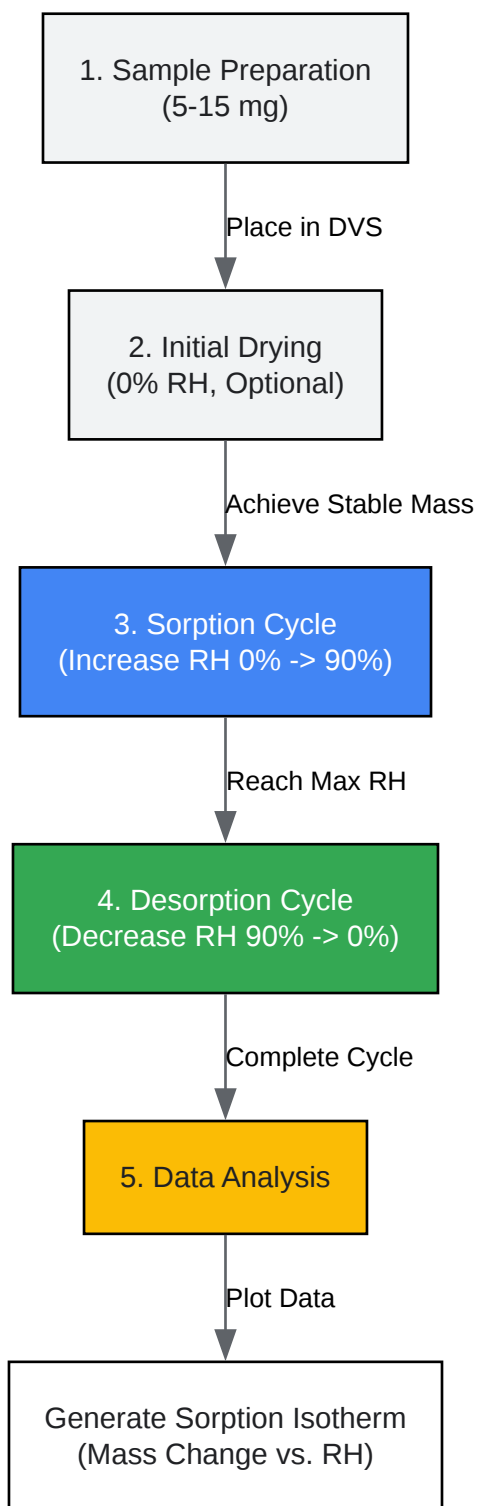 1. Sample Preparation
(5-15 mg)
Place in DVS
2. Initial Drying
(0% RH, Optional)
Achieve Stable Mass
3. Sorption Cycle
(Increase RH 0% -> 90%)
Reach Max RH
4. Desorption Cycle
(Decrease RH 90% -> 0%)
Complete Cycle
5. Data Analysis
Plot Data
Generate Sorption Isotherm
(Mass Change vs. RH)